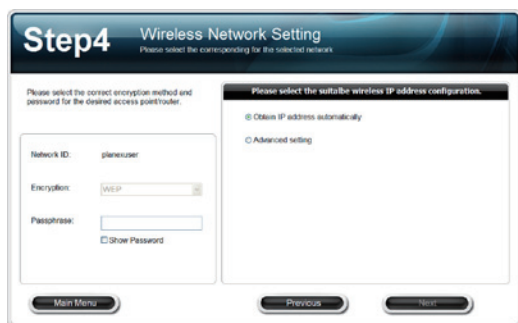 Step4
Wireless Network Setting
Please select the corresponding for the selected network
Please select the correct encryption method and
password for the desired access point/router.
Network ID: planexuser
Encryption: WEP
Passphrase:
Show Password
Please select the suitalbe wireless IP address configuration.
Obtain IP address automatically
Advanced setting
Main Menu
Previous
Next